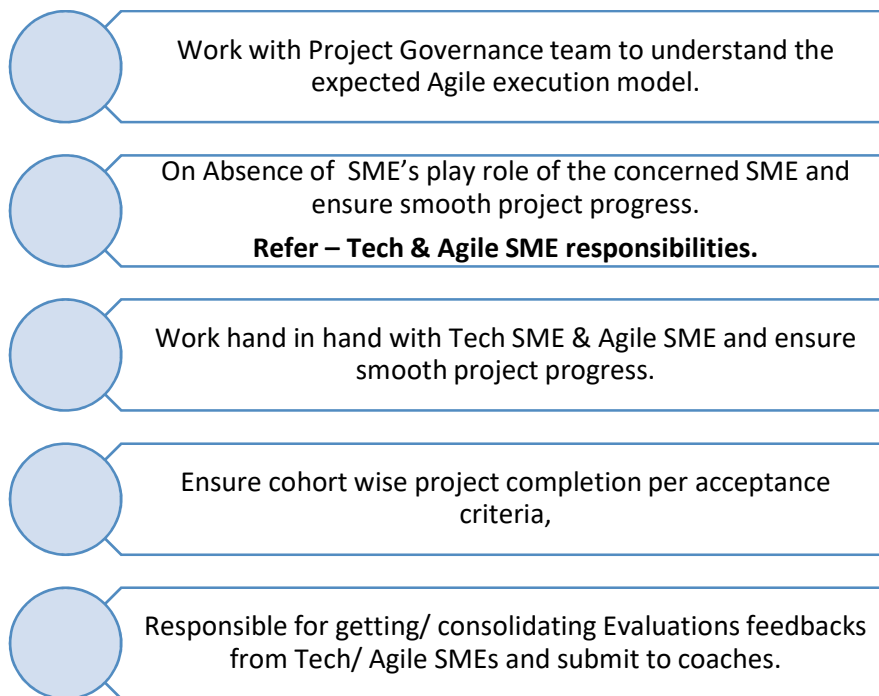 Work with Project Governance team to understand the
expected Agile execution model.
On Absence of  SME’s play role of the concerned SME and
ensure smooth project progress.
Refer – Tech & Agile SME responsibilities.
Work hand in hand with Tech SME & Agile SME and ensure
smooth project progress.
Ensure cohort wise project completion per acceptance
criteria,
Responsible for getting/ consolidating Evaluations feedbacks
from Tech/ Agile SMEs and submit to coaches.